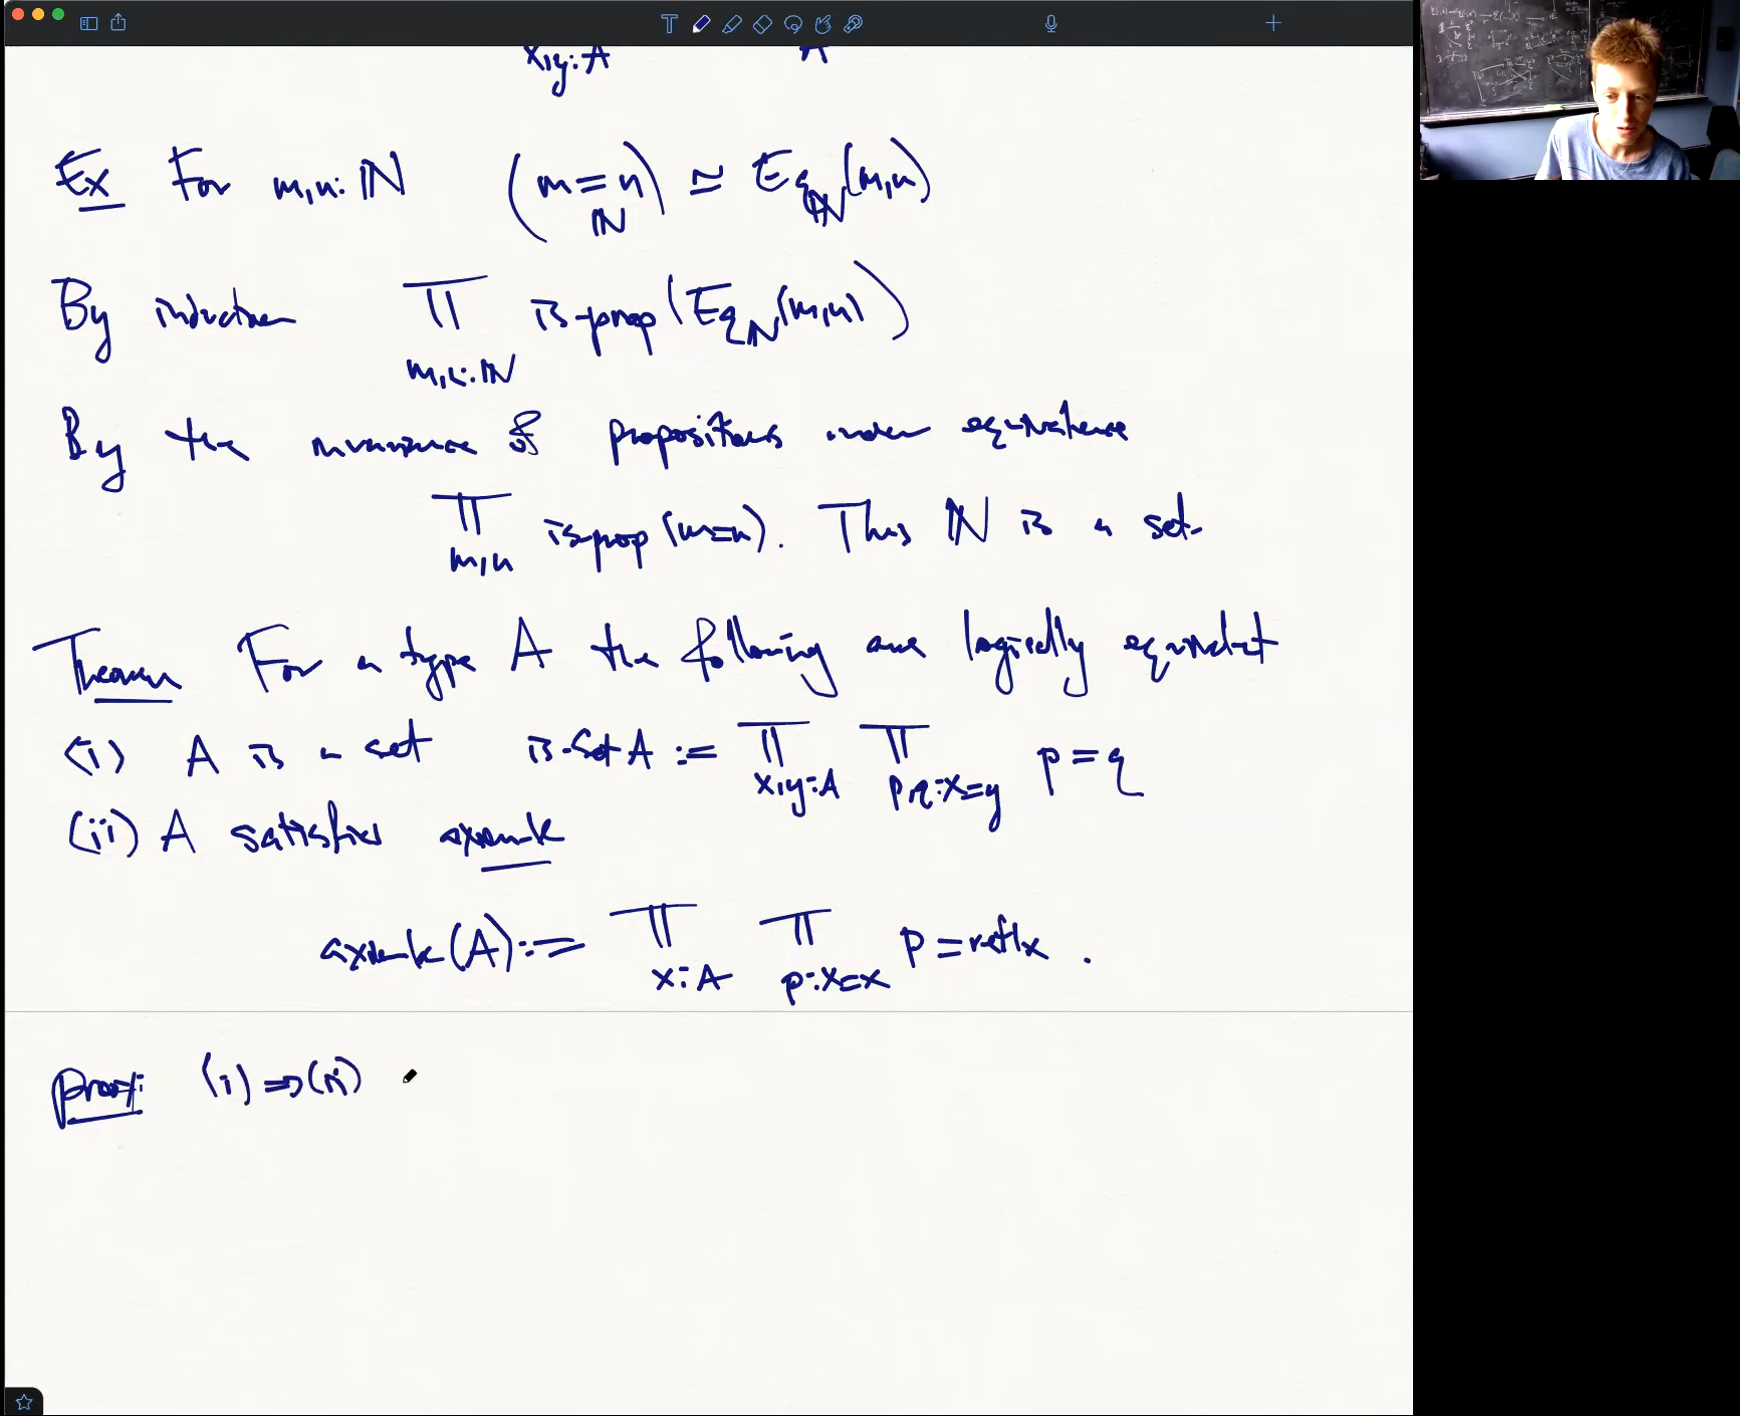 x,y:A A
Ex For m,n:ℕ (m =_ℕ n) ≃ Eq_ℕ(m,n)
By induction ∏_{m,n:ℕ} is-prop(Eq_ℕ(m,n))
By the invariance of propositions under equivalence
∏_{m,n} is-prop(m=n). Thus ℕ is a set.
Theorem For a type A the following are logically equivalent
(i) A is a set is-set A := ∏_{x,y:A} ∏_{p,q:x=y} p = q
(ii) A satisfies axiom-k
axiom-k(A) := ∏_{x:A} ∏_{p:x=x} p = refl_x .
proof: (i) ⇒ (ii)